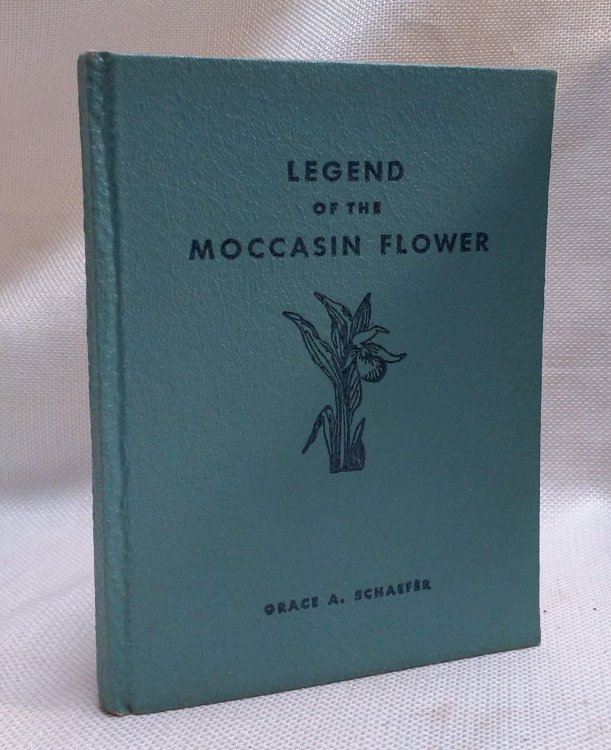 LEGEND
OF THE
MOCCASIN FLOWER
GRACE A. SCHAEFER